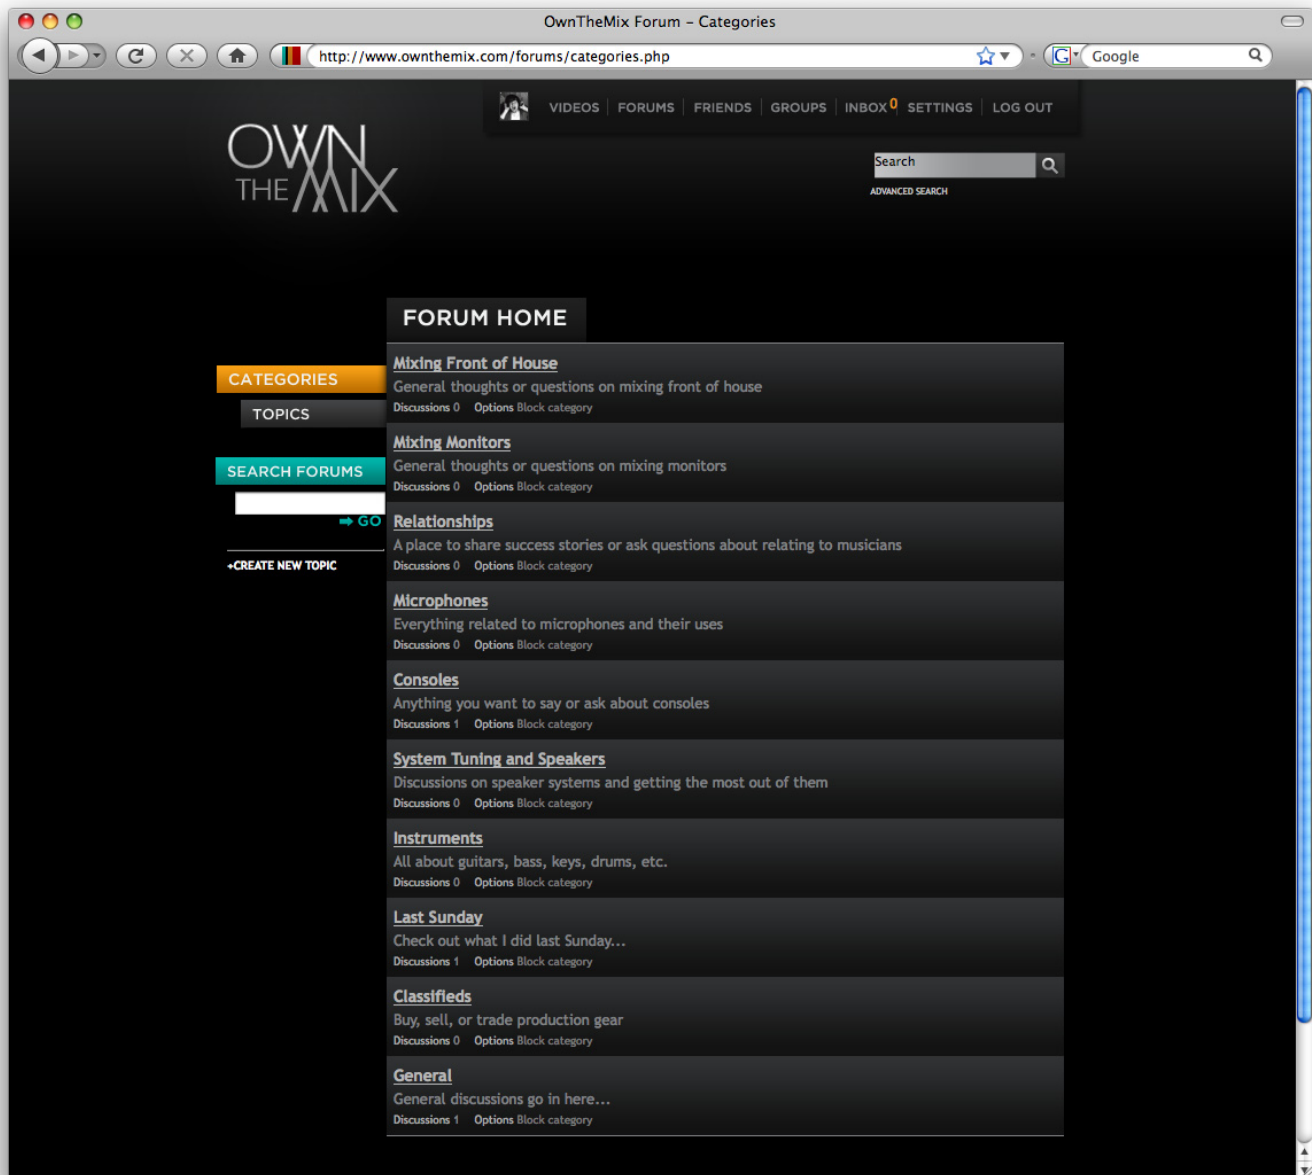 OwnTheMix Forum – Categories
http://www.ownthemix.com/forums/categories.php
G Google
VIDEOS FORUMS FRIENDS GROUPS INBOX 0 SETTINGS LOG OUT
OWN
THE MIX
Search
ADVANCED SEARCH
FORUM HOME
CATEGORIES
TOPICS
SEARCH FORUMS
GO
+CREATE NEW TOPIC
Mixing Front of House
General thoughts or questions on mixing front of house
Discussions 0 Options Block category
Mixing Monitors
General thoughts or questions on mixing monitors
Discussions 0 Options Block category
Relationships
A place to share success stories or ask questions about relating to musicians
Discussions 0 Options Block category
Microphones
Everything related to microphones and their uses
Discussions 0 Options Block category
Consoles
Anything you want to say or ask about consoles
Discussions 1 Options Block category
System Tuning and Speakers
Discussions on speaker systems and getting the most out of them
Discussions 0 Options Block category
Instruments
All about guitars, bass, keys, drums, etc.
Discussions 0 Options Block category
Last Sunday
Check out what I did last Sunday...
Discussions 1 Options Block category
Classifieds
Buy, sell, or trade production gear
Discussions 0 Options Block category
General
General discussions go in here...
Discussions 1 Options Block category